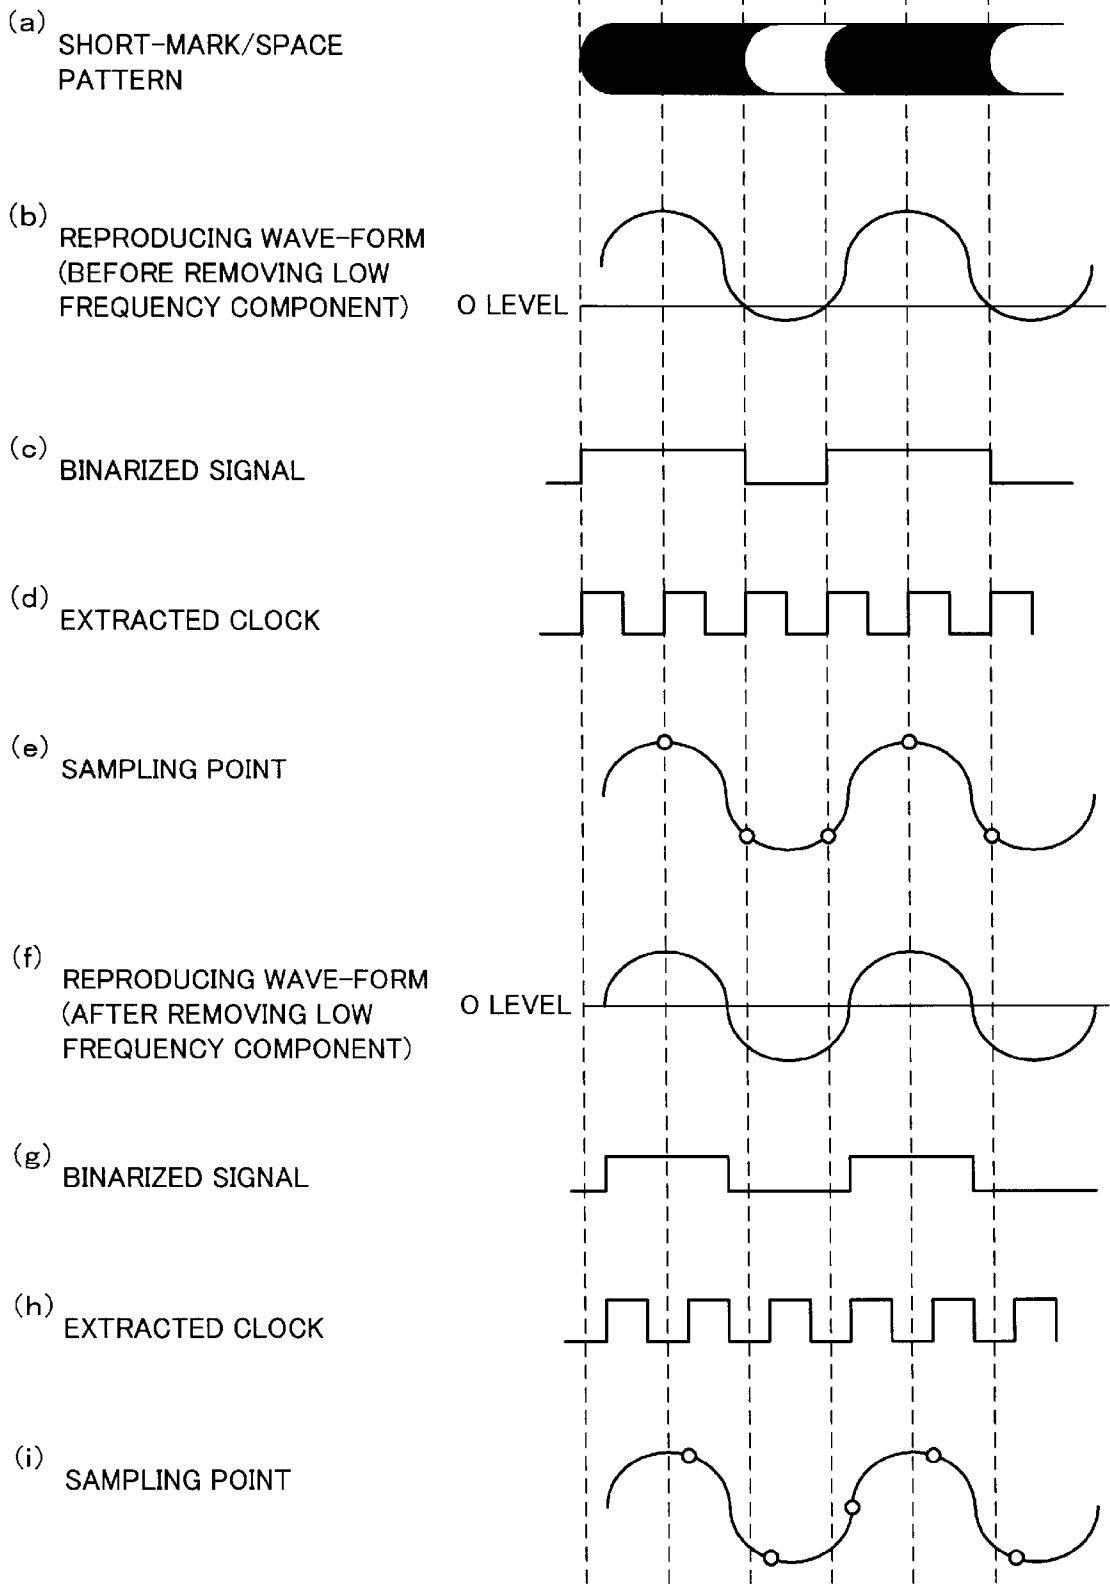 (a)
SHORT-MARK/SPACE
PATTERN
(b)
REPRODUCING WAVE-FORM
(BEFORE REMOVING LOW
FREQUENCY COMPONENT)
O LEVEL
(c)
BINARIZED SIGNAL
(d)
EXTRACTED CLOCK
(e)
SAMPLING POINT
(f)
REPRODUCING WAVE-FORM
(AFTER REMOVING LOW
FREQUENCY COMPONENT)
O LEVEL
(g)
BINARIZED SIGNAL
(h)
EXTRACTED CLOCK
(i)
SAMPLING POINT